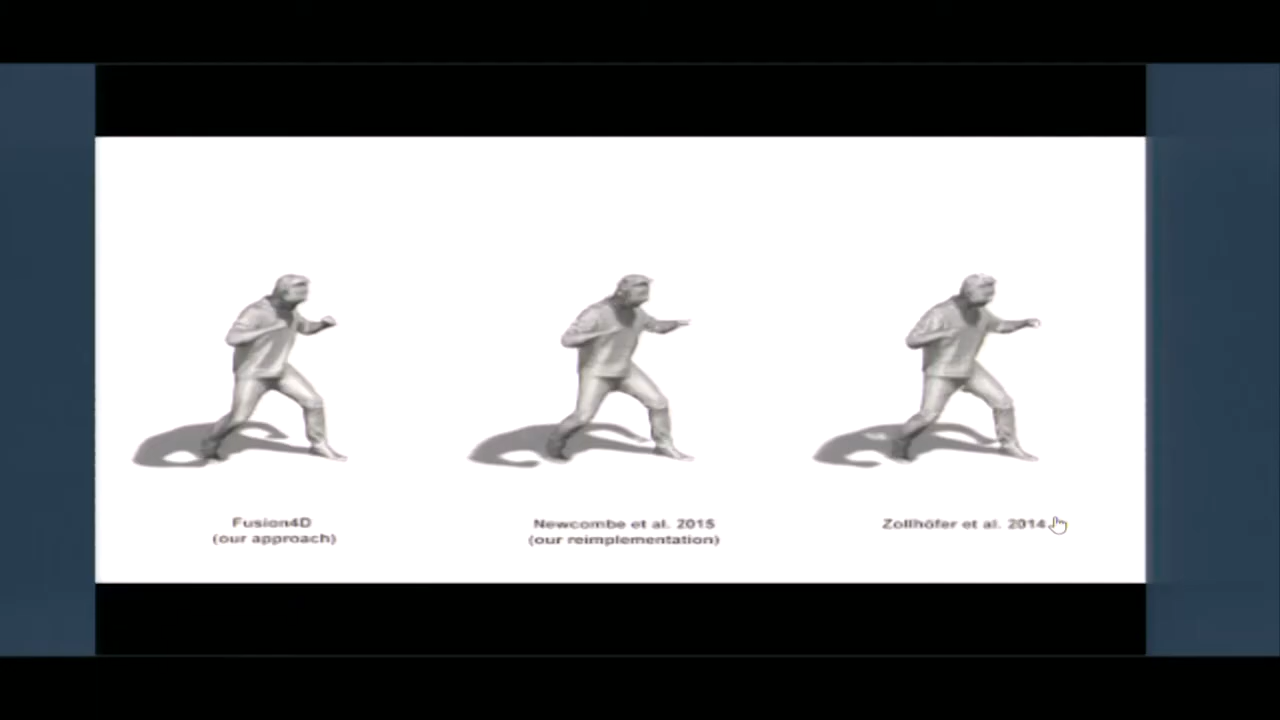 Fusion4D
(our approach)
Newcombe et al. 2015
(our reimplementation)
Zollhöfer et al. 2014